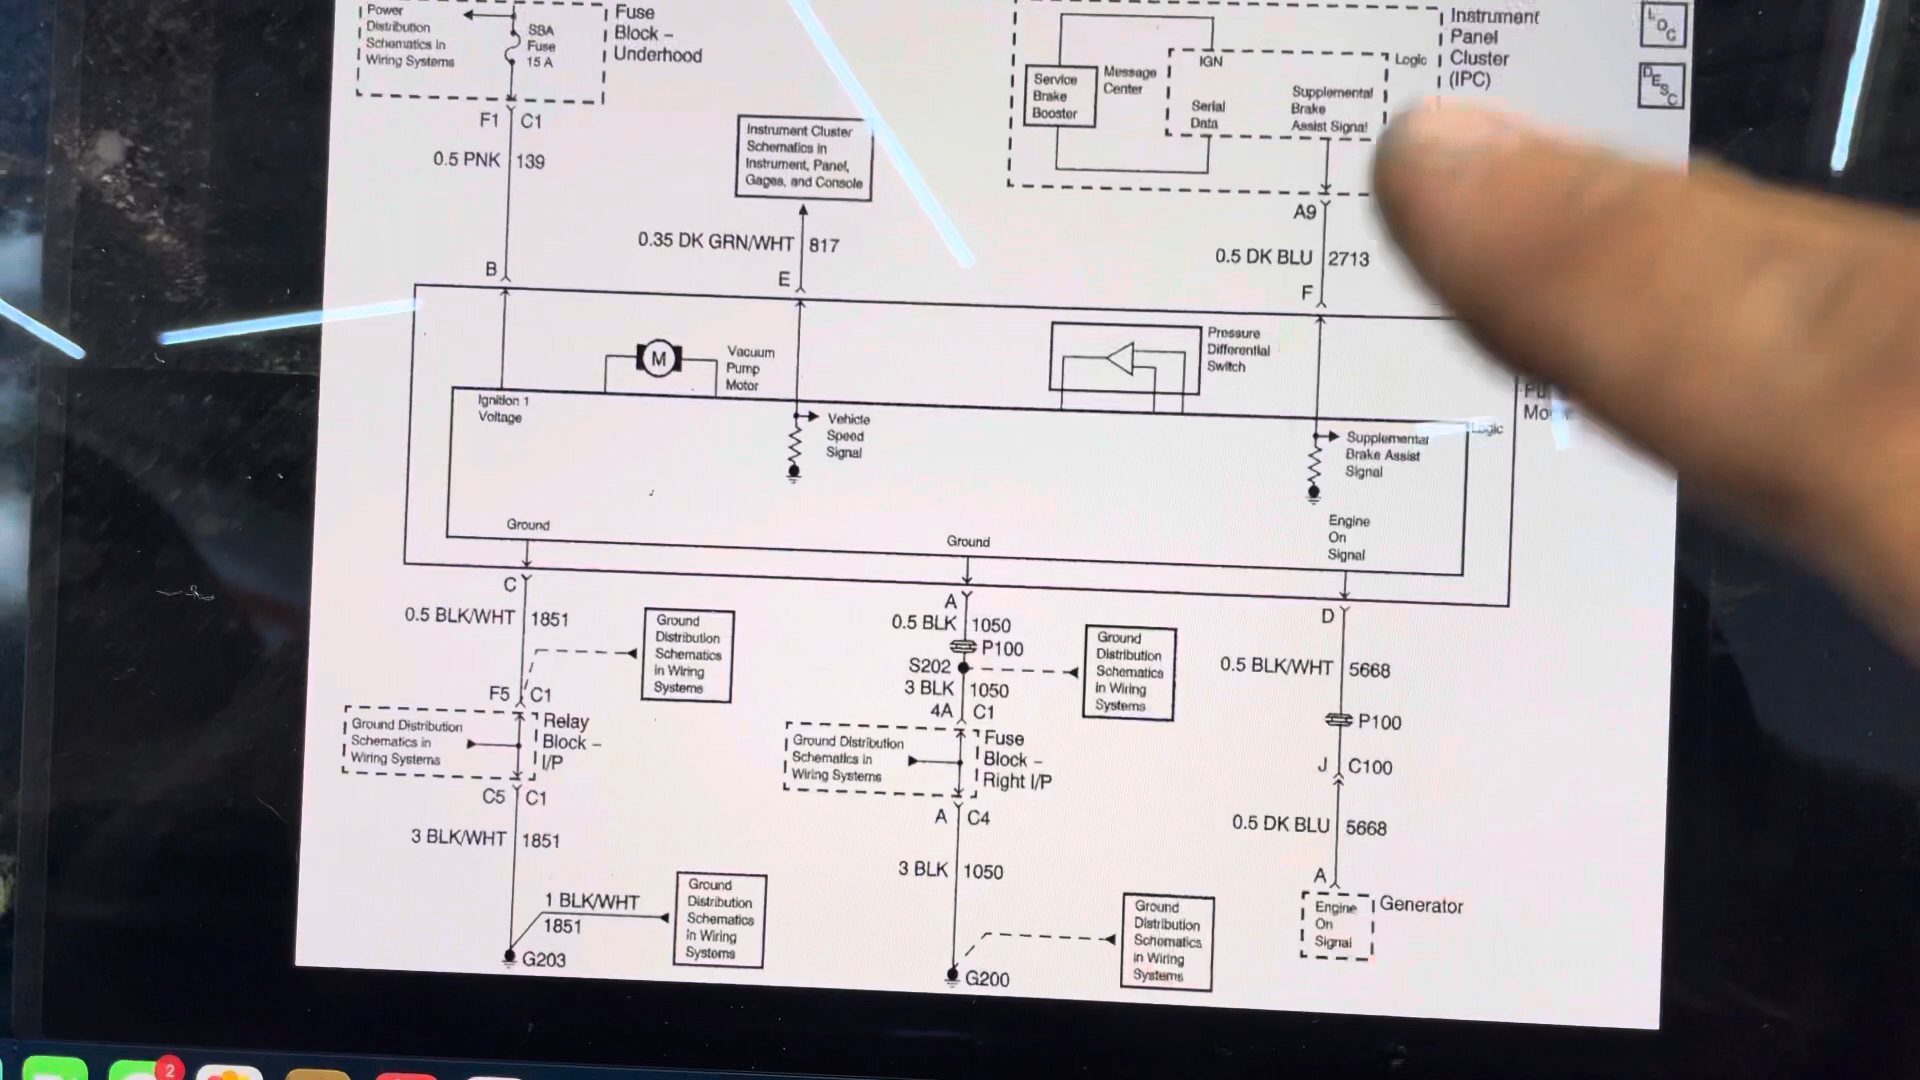 Power
Distribution
Schematics in
Wiring Systems
SBA
Fuse
15 A
Fuse
Block –
Underhood
F1 C1
0.5 PNK 139
B
Instrument Cluster
Schematics in
Instrument, Panel,
Gages, and Console
0.35 DK GRN/WHT 817
E
Service
Brake
Booster
Message
Center
IGN
Serial
Data
Supplemental
Brake
Assist Signal
Logic
Instrument
Panel
Cluster
(IPC)
LOC
DESC
A9
0.5 DK BLU 2713
F
M
Vacuum
Pump
Motor
Pressure
Differential
Switch
Ignition 1
Voltage
Vehicle
Speed
Signal
Supplemental
Brake Assist
Signal
Logic
Ground
Ground
Engine
On
Signal
C
0.5 BLK/WHT 1851
Ground
Distribution
Schematics
in Wiring
Systems
F5 C1
Ground Distribution
Schematics in
Wiring Systems
Relay
Block –
I/P
C5 C1
3 BLK/WHT 1851
1 BLK/WHT
1851
Ground
Distribution
Schematics
in Wiring
Systems
G203
A
0.5 BLK 1050
P100
S202
3 BLK 1050
4A C1
Ground
Distribution
Schematics
in Wiring
Systems
Ground Distribution
Schematics in
Wiring Systems
Fuse
Block –
Right I/P
A C4
3 BLK 1050
Ground
Distribution
Schematics
in Wiring
Systems
G200
D
0.5 BLK/WHT 5668
P100
J C100
0.5 DK BLU 5668
A
Engine
On
Signal
Generator
2